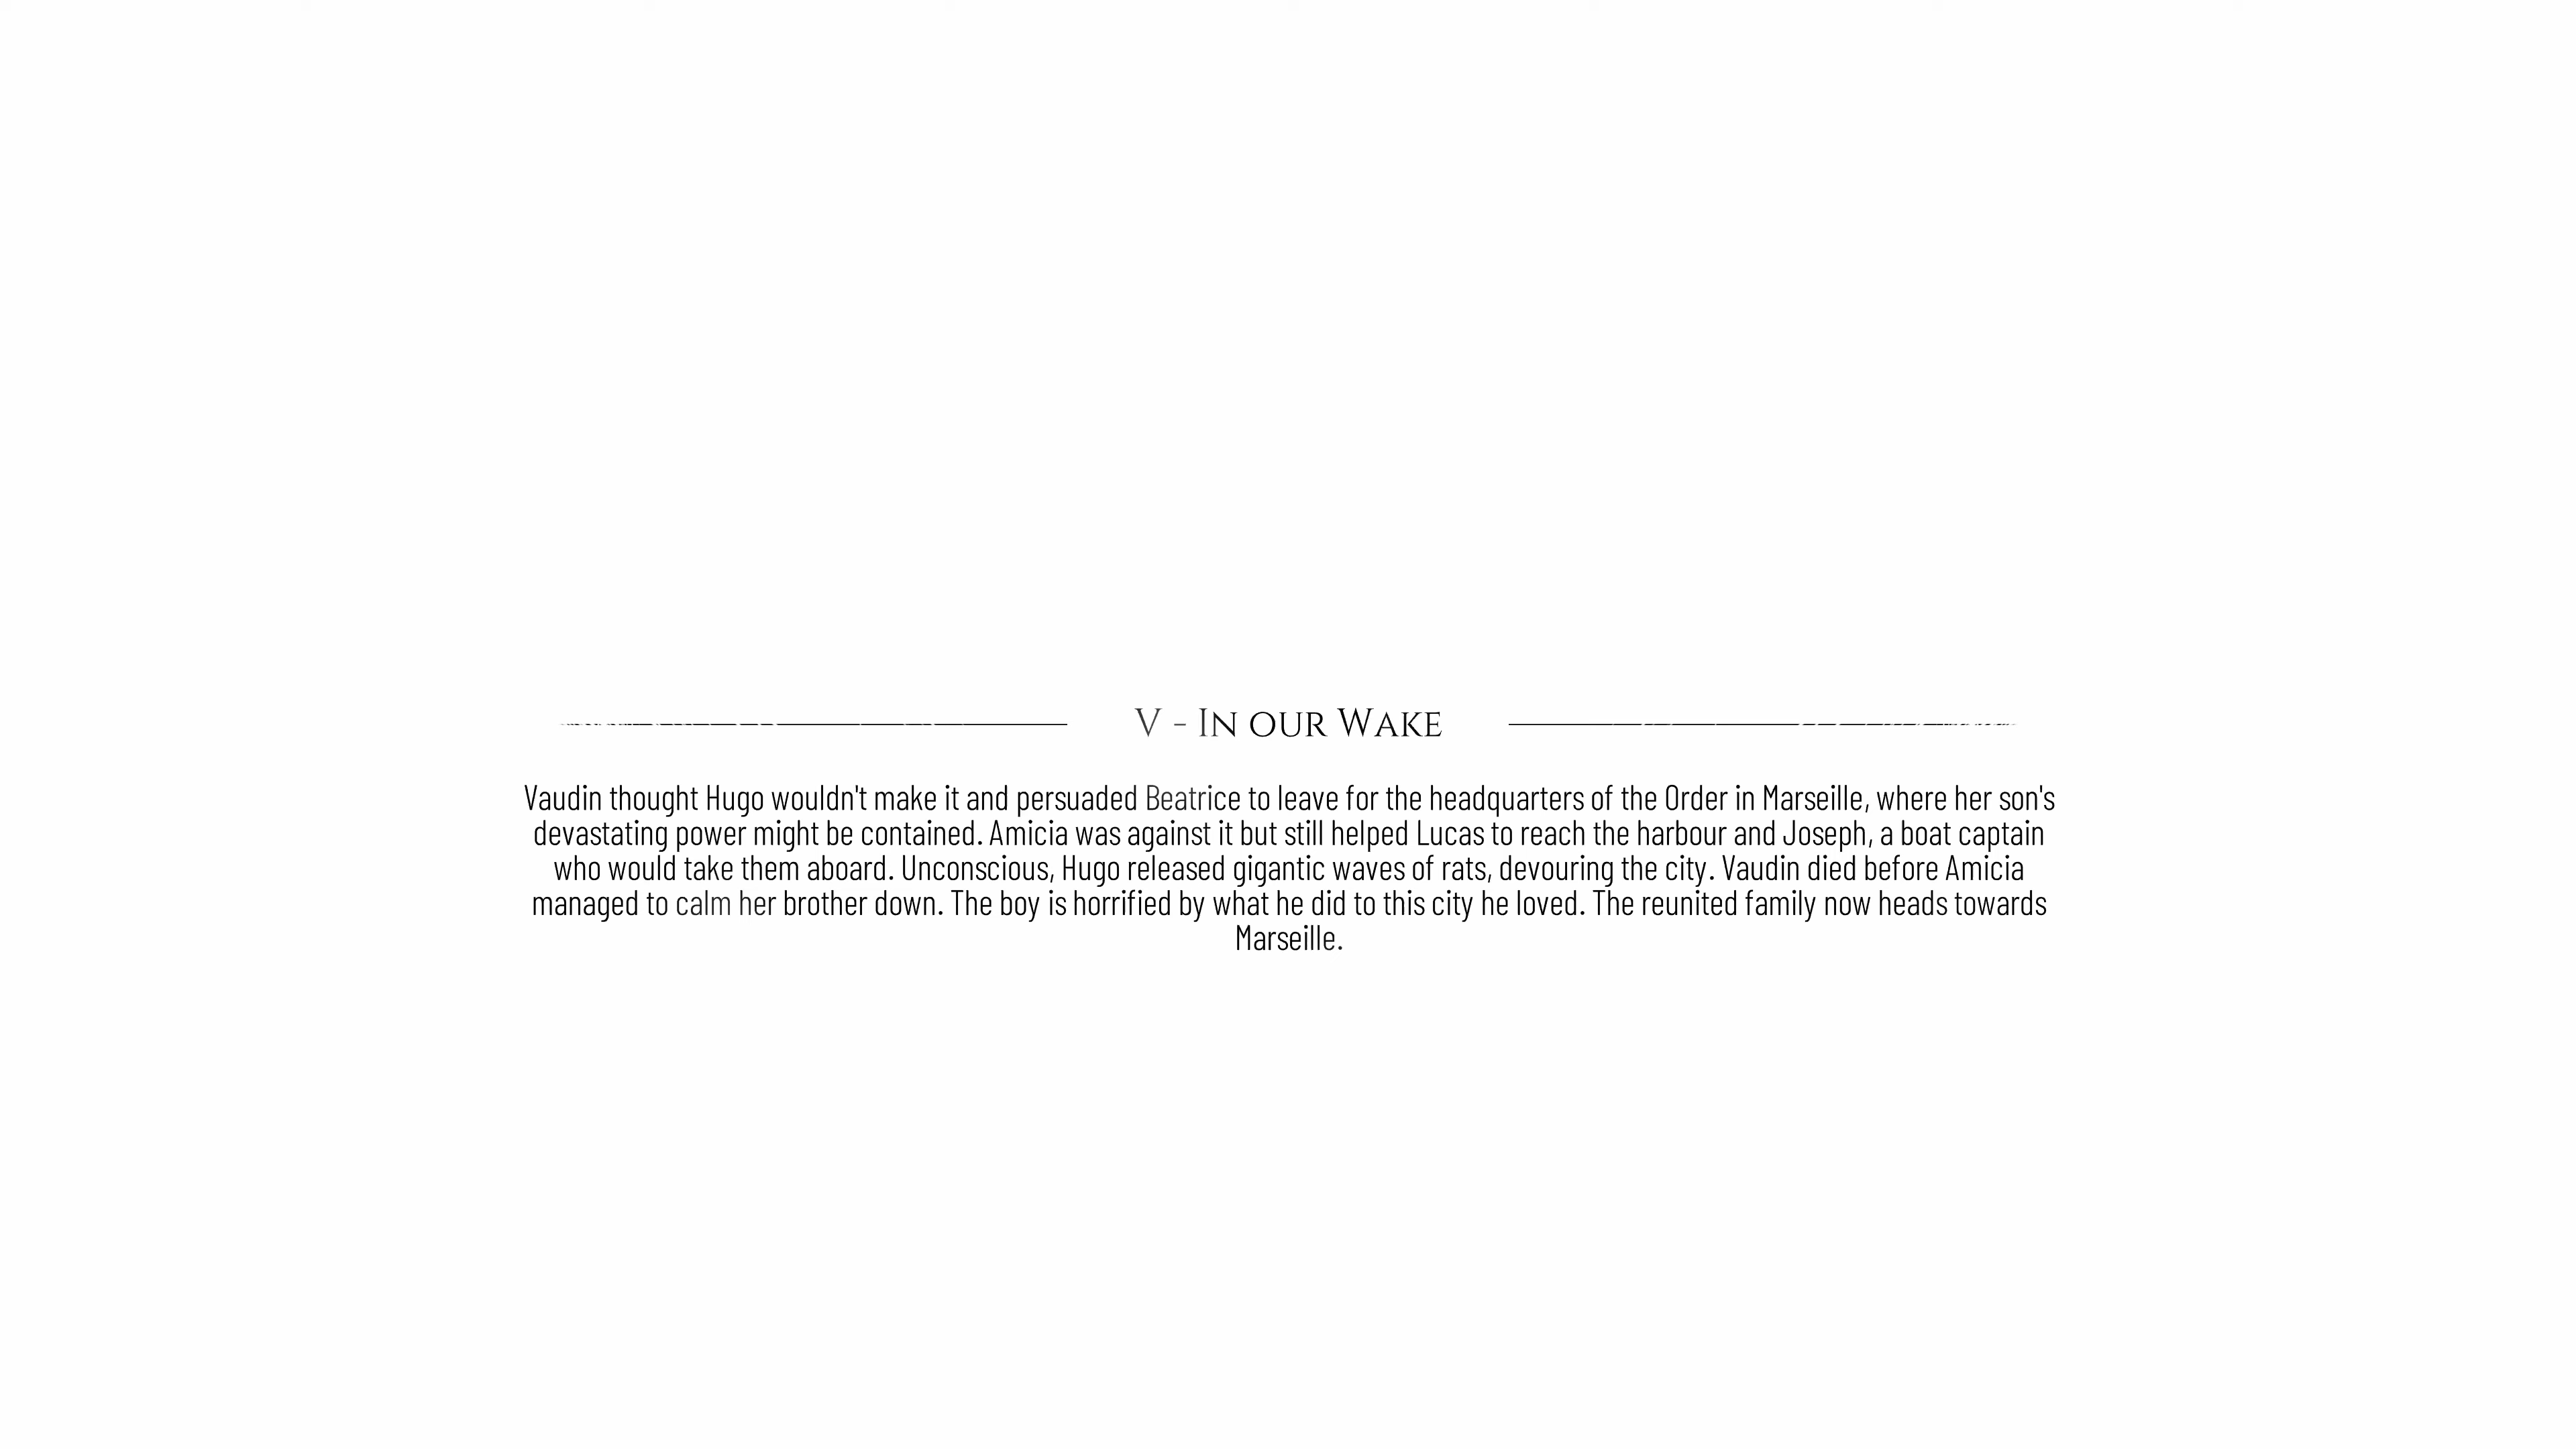 V - In our Wake
Vaudin thought Hugo wouldn't make it and persuaded Beatrice to leave for the headquarters of the Order in Marseille, where her son's
devastating power might be contained. Amicia was against it but still helped Lucas to reach the harbour and Joseph, a boat captain
who would take them aboard. Unconscious, Hugo released gigantic waves of rats, devouring the city. Vaudin died before Amicia
managed to calm her brother down. The boy is horrified by what he did to this city he loved. The reunited family now heads towards
Marseille.